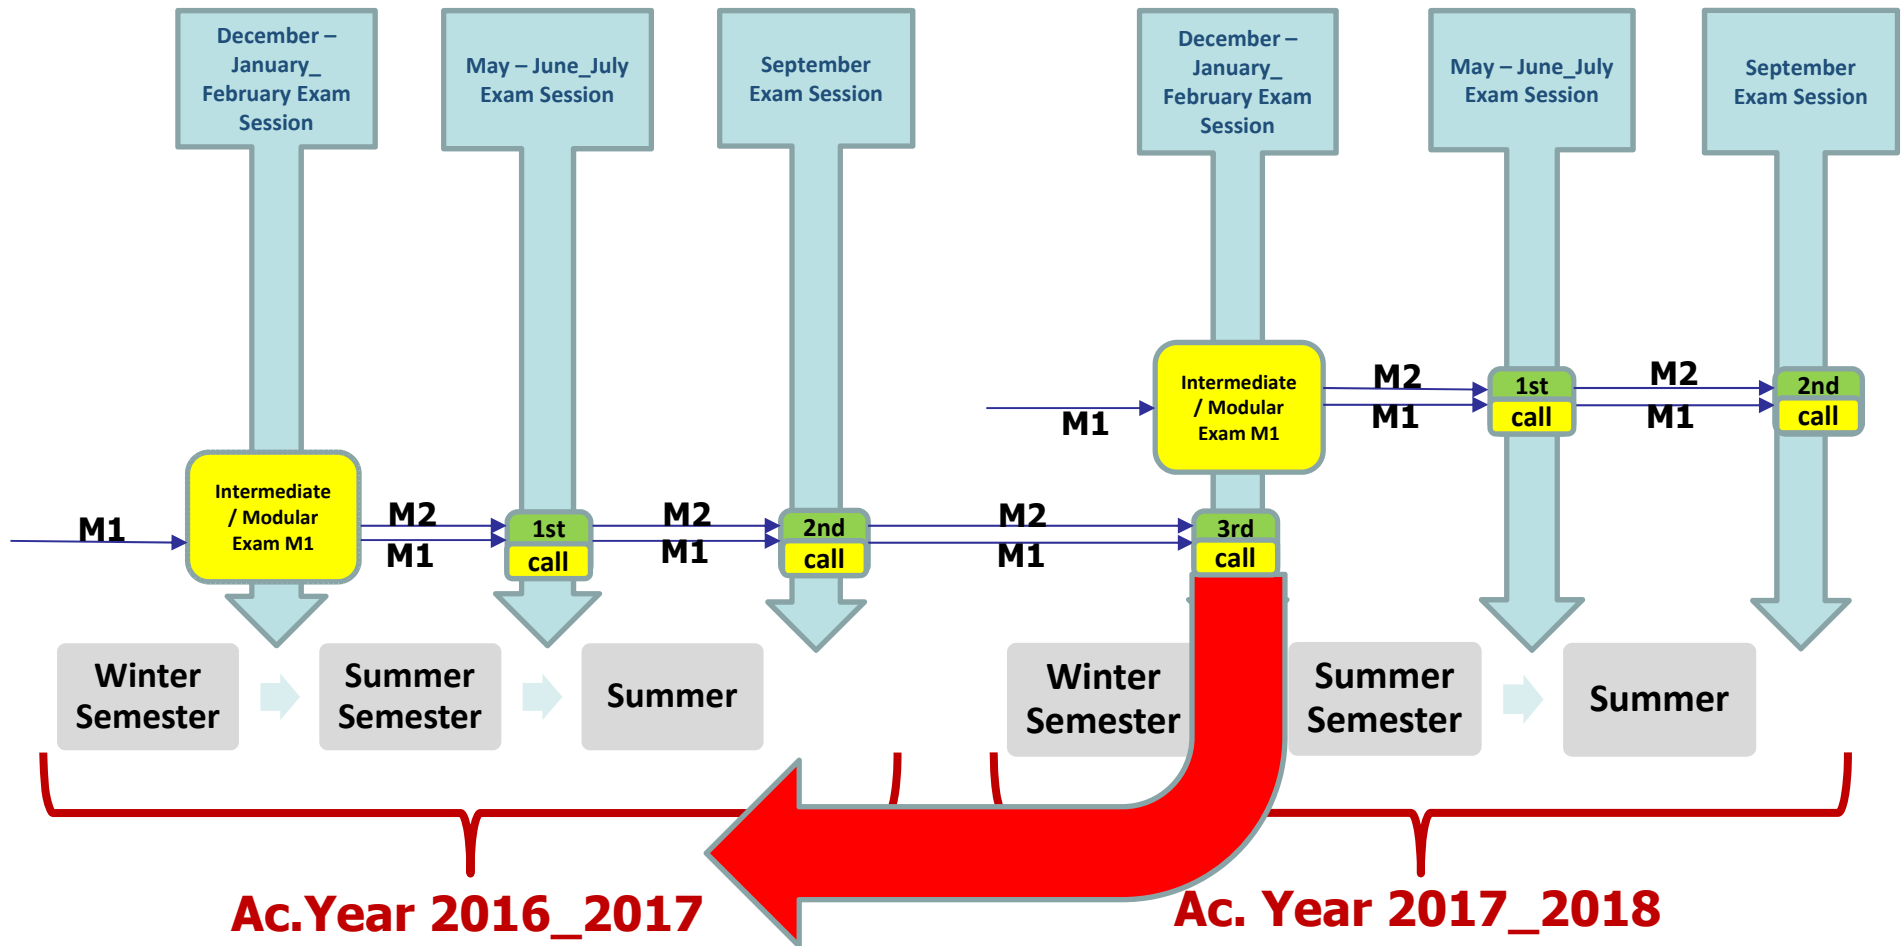 December –
January_
February Exam
Session
May – June_July
Exam Session
September
Exam Session
December –
January_
February Exam
Session
May – June_July
Exam Session
September
Exam Session
M1
Intermediate
/ Modular
Exam M1
M2
M1
1st
call
M2
M1
2nd
call
M1
Intermediate
/ Modular
Exam M1
M2
M1
1st
call
M2
M1
2nd
call
M2
M1
3rd
call
Winter
Semester
Summer
Semester
Summer
Winter
Semester
Summer
Semester
Summer
Ac.Year 2016_2017
Ac. Year 2017_2018